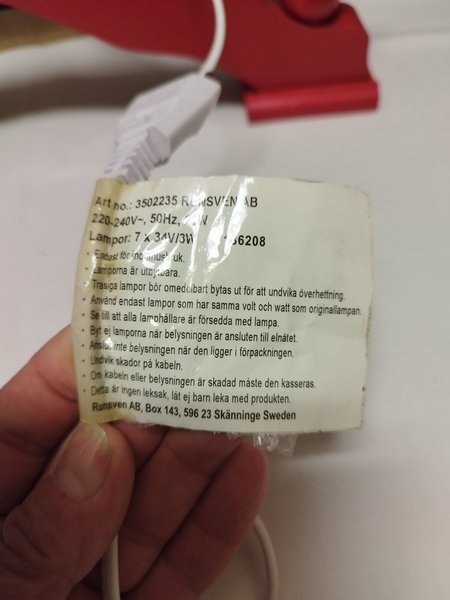 Art no.: 3502235 RUNSVEN AB
220-240V~, 50Hz,
Lampor: 7 x 34V/3W 136208
Endast för inomhusbruk.
Lamporna är utbytbara.
Trasiga lampor bör omedelbart bytas ut för att undvika överhettning.
Använd endast lampor som har samma volt och watt som originallampan.
Se till att alla lamphållare är försedda med lampa.
Byt ej lamporna när belysningen är ansluten till elnätet.
Anslut inte belysningen när den ligger i förpackningen.
Undvik skador på kabeln.
Om kabeln eller belysningen är skadad måste den kasseras.
Detta är ingen leksak, låt ej barn leka med produkten.
Runsven AB, Box 143, 596 23 Skänninge Sweden